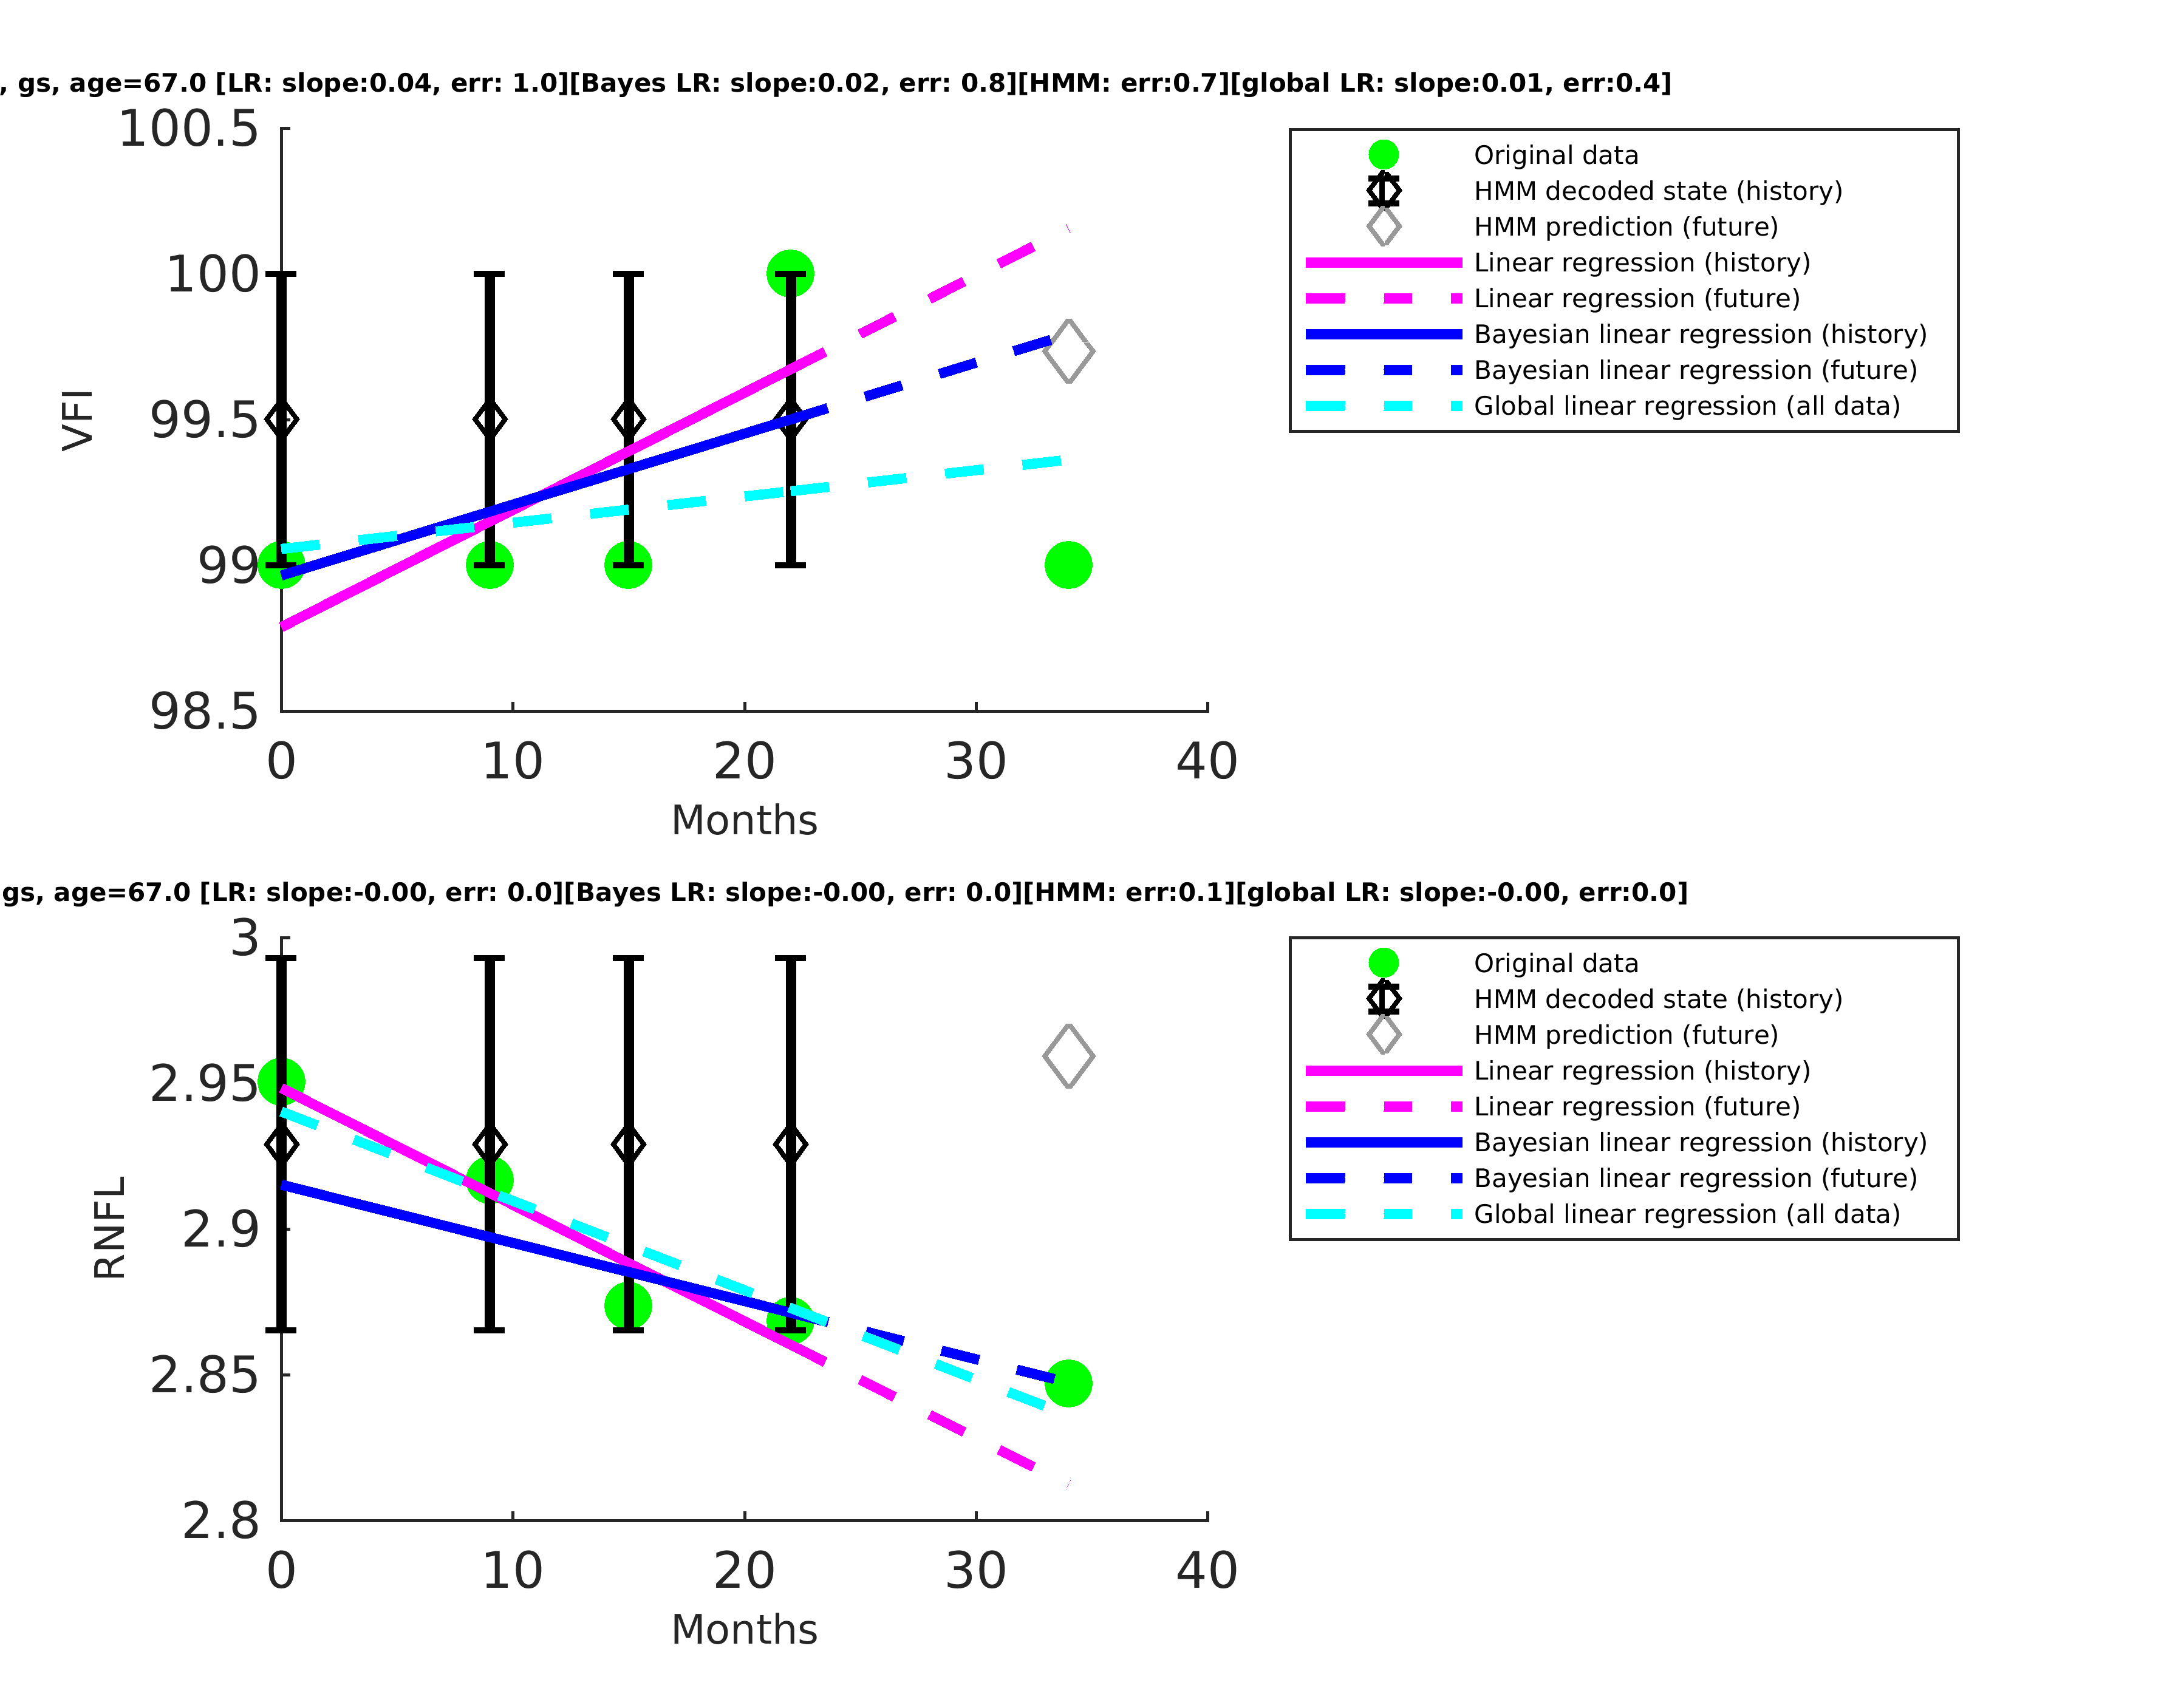 , gs, age=67.0 [LR: slope:0.04, err: 1.0][Bayes LR: slope:0.02, err: 0.8][HMM: err:0.7][global LR: slope:0.01, err:0.4]
100.5
100
99.5
99
98.5
VFI
0 10 20 30 40
Months
Original data
HMM decoded state (history)
HMM prediction (future)
Linear regression (history)
Linear regression (future)
Bayesian linear regression (history)
Bayesian linear regression (future)
Global linear regression (all data)
gs, age=67.0 [LR: slope:-0.00, err: 0.0][Bayes LR: slope:-0.00, err: 0.0][HMM: err:0.1][global LR: slope:-0.00, err:0.0]
3
2.95
2.9
2.85
2.8
RNFL
0 10 20 30 40
Months
Original data
HMM decoded state (history)
HMM prediction (future)
Linear regression (history)
Linear regression (future)
Bayesian linear regression (history)
Bayesian linear regression (future)
Global linear regression (all data)